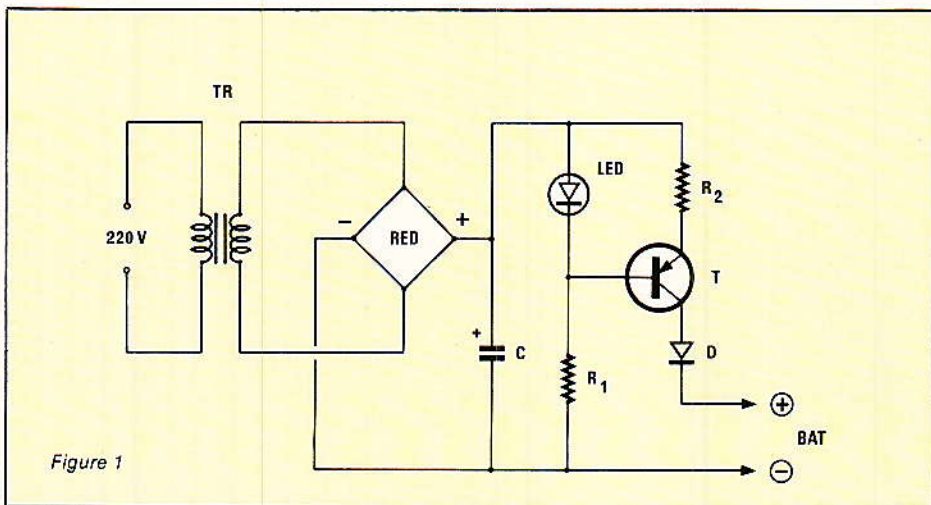 TR
220 V
RED
−
+
+
C
LED
R1
R2
T
D
+
BAT
−
Figure 1